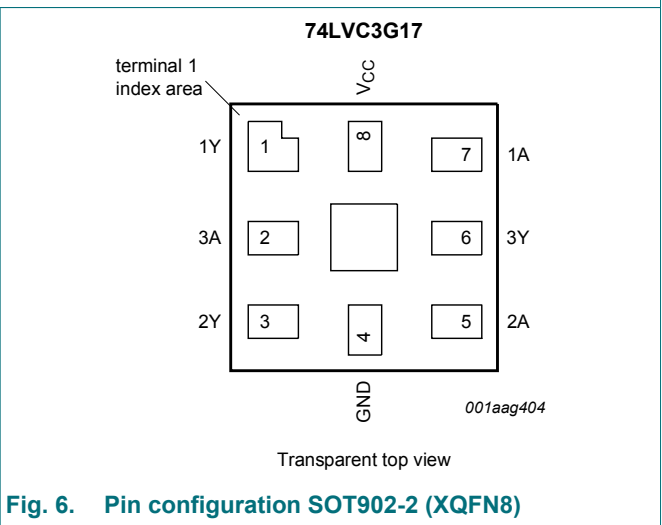 74LVC3G17
terminal 1
index area
VCC
1Y
1
8
7
1A
3A
2
6
3Y
2Y
3
4
5
2A
GND
001aag404
Transparent top view
Fig. 6. Pin configuration SOT902-2 (XQFN8)